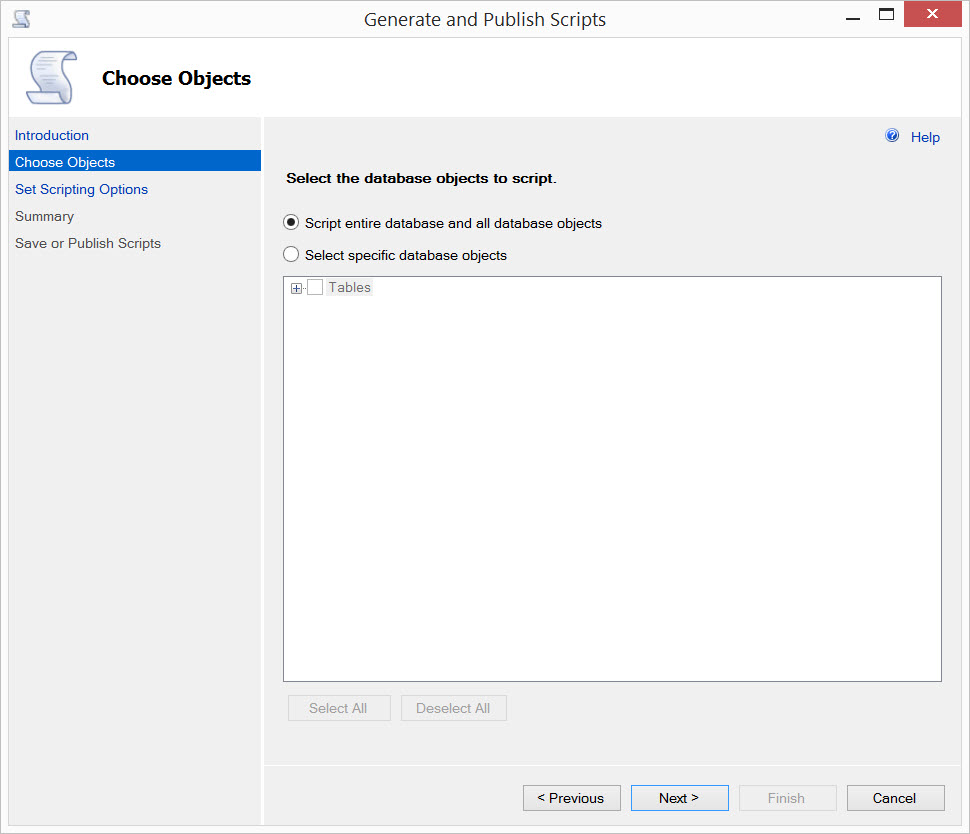 Generate and Publish Scripts
Choose Objects
Introduction
Choose Objects
Set Scripting Options
Summary
Save or Publish Scripts
Help
Select the database objects to script.
Script entire database and all database objects
Select specific database objects
Tables
Select All
Deselect All
< Previous
Next >
Finish
Cancel